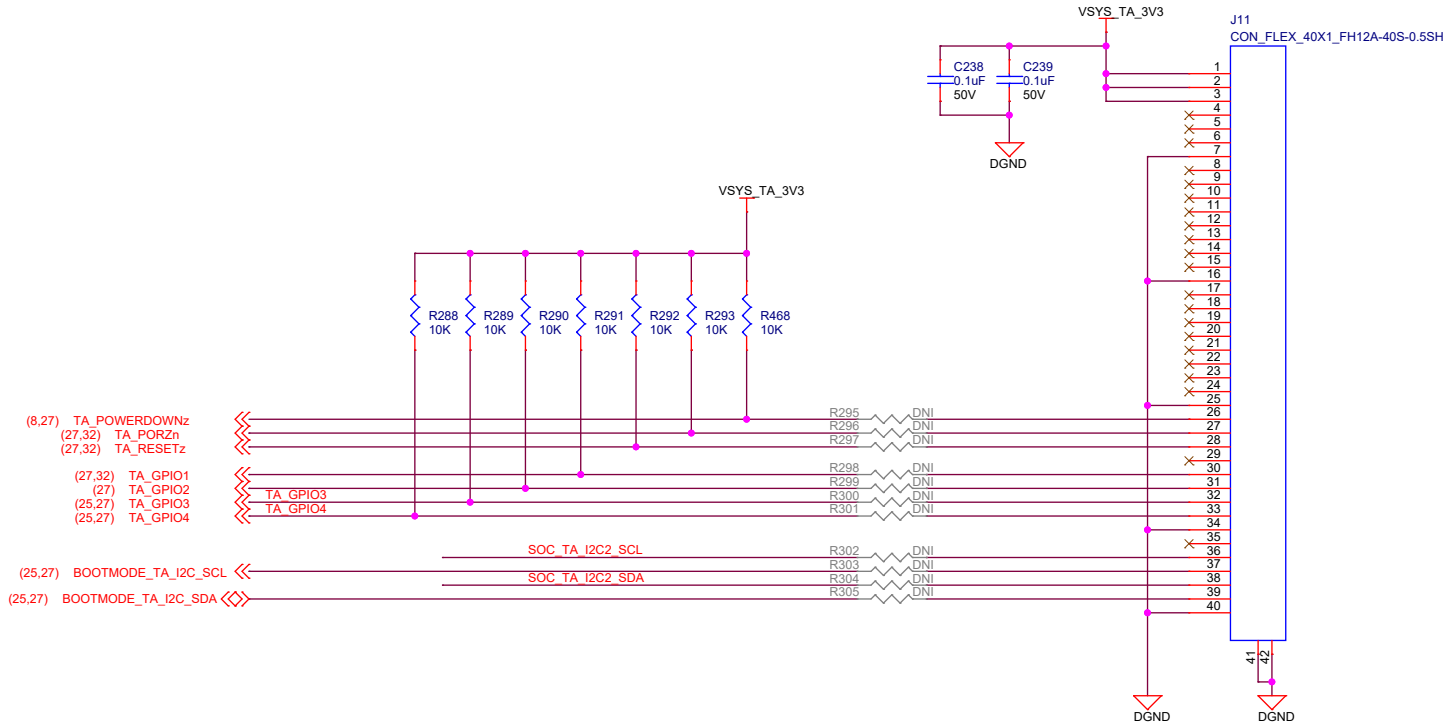 VSYS_TA_3V3
J11
CON_FLEX_40X1_FH12A-40S-0.5SH
C238
0.1uF
50V
C239
0.1uF
50V
DGND
VSYS_TA_3V3
R288
10K
R289
10K
R290
10K
R291
10K
R292
10K
R293
10K
R468
10K
1
2
3
4
5
6
7
8
9
10
11
12
13
14
15
16
17
18
19
20
21
22
23
24
25
(8,27) TA_POWERDOWNz R295 DNI 26
(27,32) TA_PORZn R296 DNI 27
(27,32) TA_RESETz R297 DNI 28
29
(27,32) TA_GPIO1 R298 DNI 30
(27) TA_GPIO2 R299 DNI 31
(25,27) TA_GPIO3 TA_GPIO3 R300 DNI 32
(25,27) TA_GPIO4 TA_GPIO4 R301 DNI 33
34
35
SOC_TA_I2C2_SCL R302 DNI 36
(25,27) BOOTMODE_TA_I2C_SCL R303 DNI 37
SOC_TA_I2C2_SDA R304 DNI 38
(25,27) BOOTMODE_TA_I2C_SDA R305 DNI 39
40
41
42
DGND
DGND